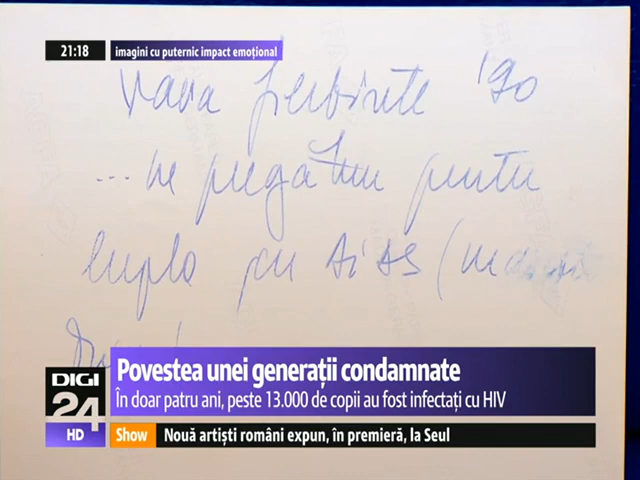 21:18
imagini cu puternic impact emoțional
Vara fierbinte '90
... ne pregătim pentru
lupta cu AIDS (
Povestea unei generații condamnate
În doar patru ani, peste 13.000 de copii au fost infectați cu HIV
DIGI
24
HD
Show
Nouă artiști români expun, în premieră, la Seul